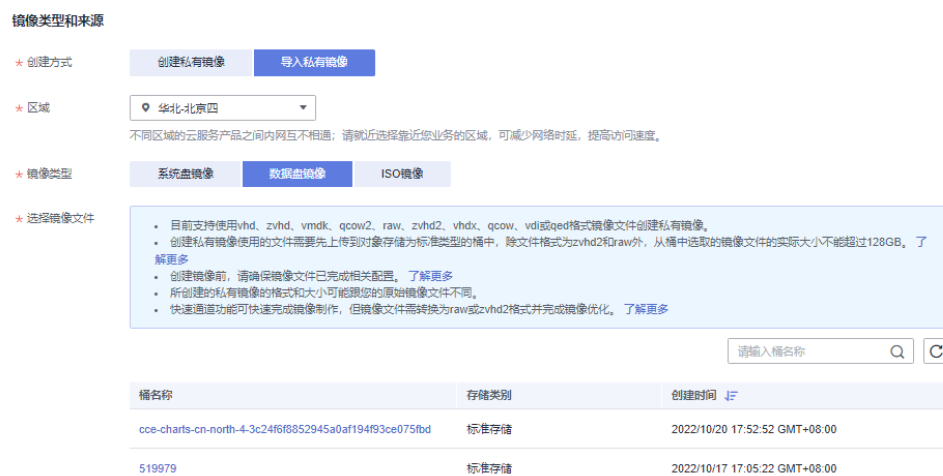 镜像类型和来源
★ 创建方式 创建私有镜像 导入私有镜像
★ 区域 华北-北京四
不同区域的云服务产品之间内网互不相通；请就近选择靠近您业务的区域，可减少网络时延，提高访问速度。
★ 镜像类型 系统盘镜像 数据盘镜像 ISO镜像
★ 选择镜像文件
• 目前支持使用vhd、zvhd、vmdk、qcow2、raw、zvhd2、vhdx、qcow、vdi或qed格式镜像文件创建私有镜像。
• 创建私有镜像使用的文件需要先上传到对象存储为标准类型的桶中，除文件格式为zvhd2和raw外，从桶中选取的镜像文件的实际大小不能超过128GB。 了
解更多
• 创建镜像前，请确保镜像文件已完成相关配置。 了解更多
• 所创建的私有镜像的格式和大小可能跟您的原始镜像文件不同。
• 快速通道功能可快速完成镜像制作，但镜像文件需转换为raw或zvhd2格式并完成镜像优化。 了解更多
请输入桶名称
桶名称 存储类别 创建时间
cce-charts-cn-north-4-3c24f6f8852945a0af194f93ce075fbd 标准存储 2022/10/20 17:52:52 GMT+08:00
519979 标准存储 2022/10/17 17:05:22 GMT+08:00